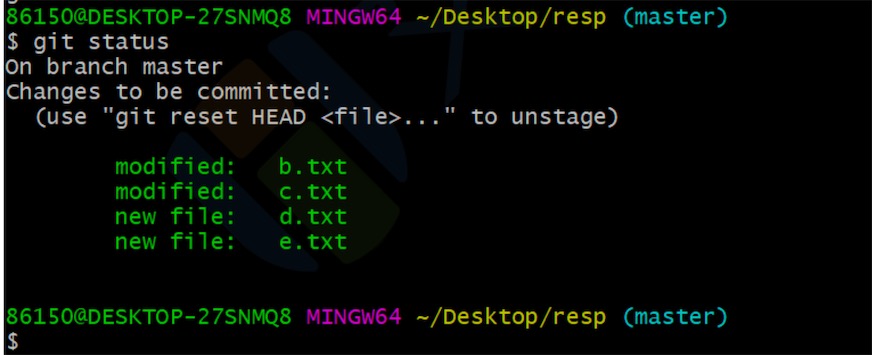 86150@DESKTOP-27SNMQ8 MINGW64 ~/Desktop/resp (master)
$ git status
On branch master
Changes to be committed:
  (use "git reset HEAD <file>..." to unstage)
        modified:   b.txt
        modified:   c.txt
        new file:   d.txt
        new file:   e.txt
86150@DESKTOP-27SNMQ8 MINGW64 ~/Desktop/resp (master)
$